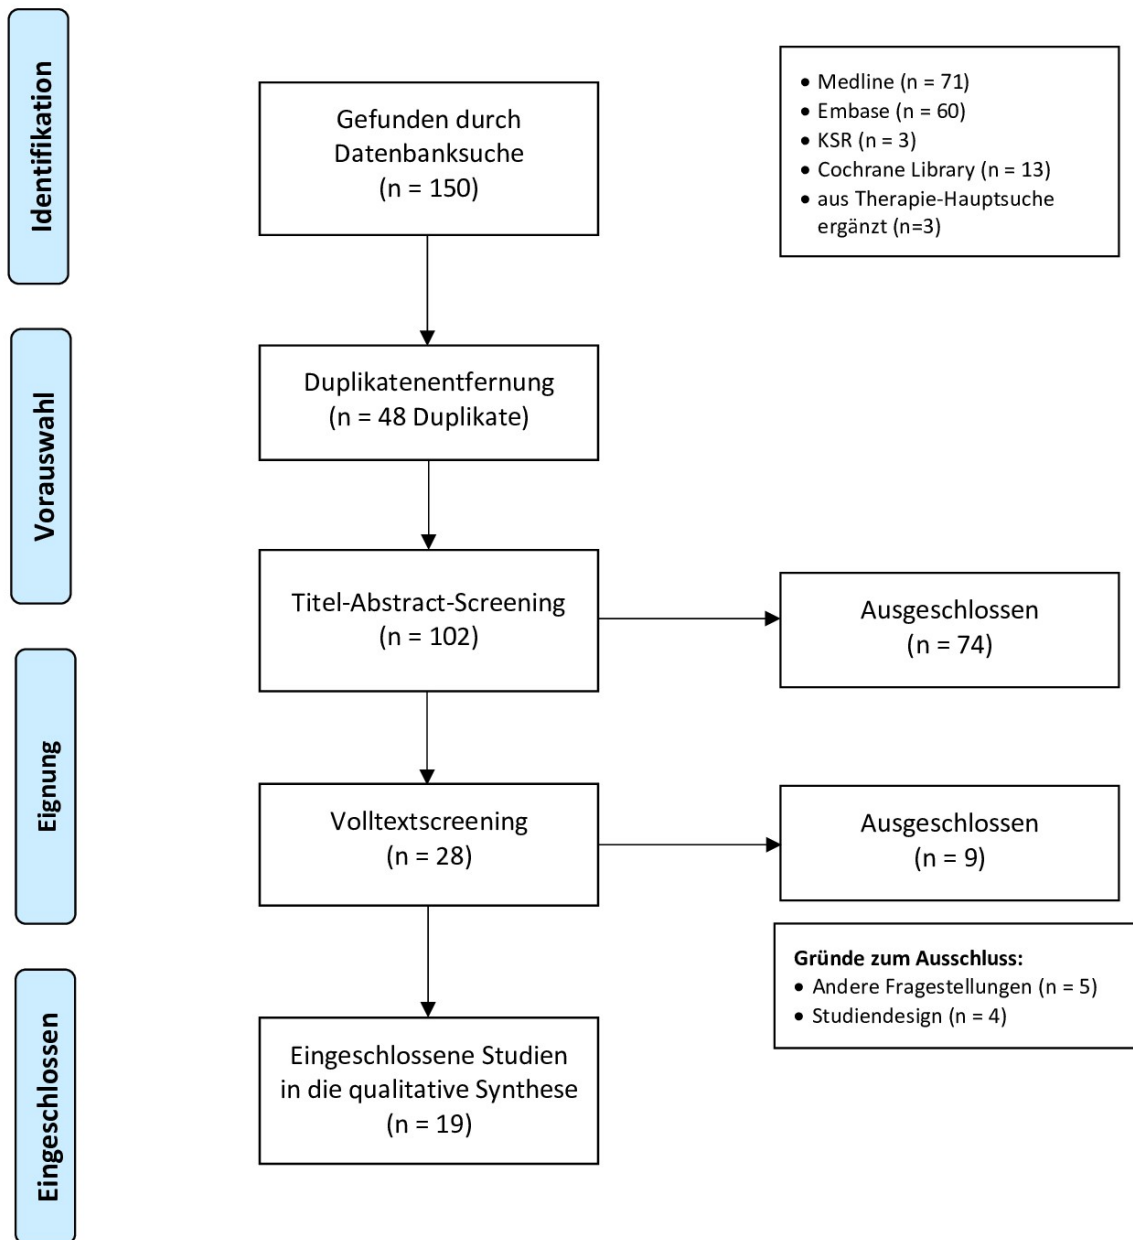 Identifikation
Gefunden durch
Datenbanksuche
(n = 150)
• Medline (n = 71)
• Embase (n = 60)
• KSR (n = 3)
• Cochrane Library (n = 13)
• aus Therapie-Hauptsuche
ergänzt (n=3)
Vorauswahl
Duplikatenentfernung
(n = 48 Duplikate)
Titel-Abstract-Screening
(n = 102)
Ausgeschlossen
(n = 74)
Eignung
Volltextscreening
(n = 28)
Ausgeschlossen
(n = 9)
Gründe zum Ausschluss:
• Andere Fragestellungen (n = 5)
• Studiendesign (n = 4)
Eingeschlossen
Eingeschlossene Studien
in die qualitative Synthese
(n = 19)